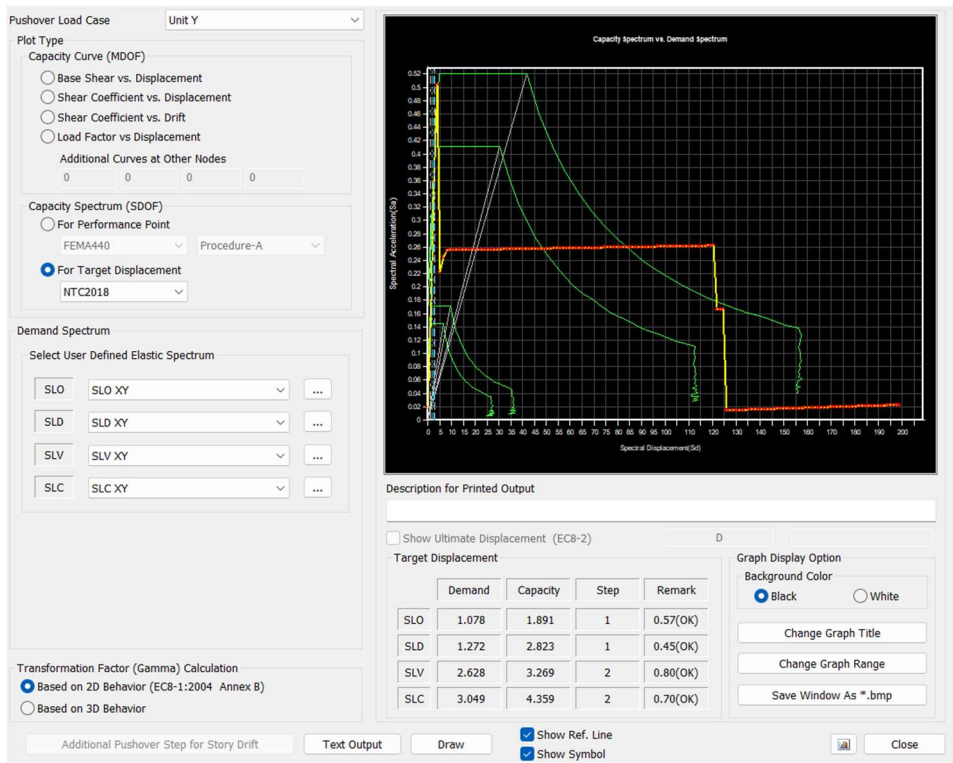 Pushover Load Case
Unit Y
Plot Type
Capacity Curve (MDOF)
Base Shear vs. Displacement
Shear Coefficient vs. Displacement
Shear Coefficient vs. Drift
Load Factor vs Displacement
Additional Curves at Other Nodes
0 0 0 0
Capacity Spectrum (SDOF)
For Performance Point
FEMA440 Procedure-A
For Target Displacement
NTC2018
Demand Spectrum
Select User Defined Elastic Spectrum
SLO SLO XY ...
SLD SLD XY ...
SLV SLV XY ...
SLC SLC XY ...
Transformation Factor (Gamma) Calculation
Based on 2D Behavior (EC8-1:2004 Annex B)
Based on 3D Behavior
Capacity Spectrum vs. Demand Spectrum
Spectral Acceleration(Sa)
0.52
0.5
0.48
0.46
0.44
0.42
0.4
0.38
0.36
0.34
0.32
0.3
0.28
0.26
0.24
0.22
0.2
0.18
0.16
0.14
0.12
0.1
0.08
0.06
0.04
0.02
0
0 5 10 15 20 25 30 35 40 45 50 55 60 65 70 75 80 85 90 95 100 110 120 130 140 150 160 170 180 190 200
Spectral Displacement(Sd)
Description for Printed Output
Show Ultimate Displacement (EC8-2) D
Target Displacement
Demand Capacity Step Remark
SLO 1.078 1.891 1 0.57(OK)
SLD 1.272 2.823 1 0.45(OK)
SLV 2.628 3.269 2 0.80(OK)
SLC 3.049 4.359 2 0.70(OK)
Graph Display Option
Background Color
Black White
Change Graph Title
Change Graph Range
Save Window As *.bmp
Additional Pushover Step for Story Drift
Text Output
Draw
Show Ref. Line
Show Symbol
Close